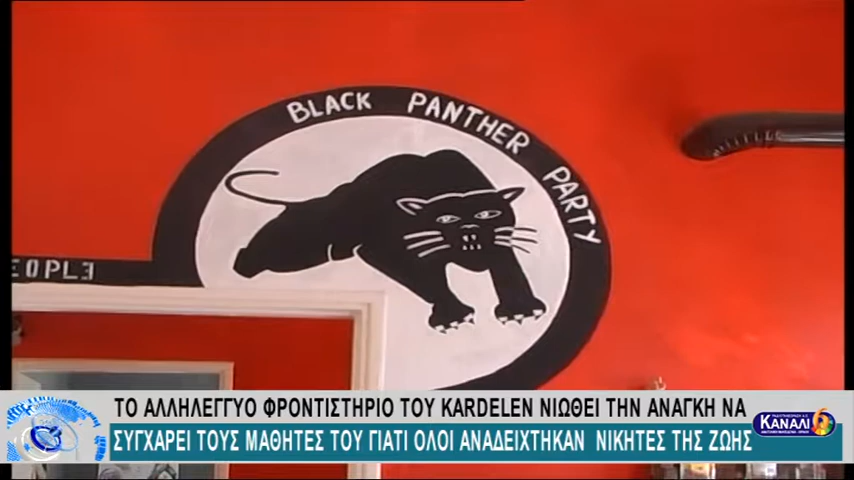 BLACK PANTHER PARTY
EOPLE
ΤΟ ΑΛΛΗΛΕΓΓΥΟ ΦΡΟΝΤΙΣΤΗΡΙΟ ΤΟΥ KARDELEN ΝΙΩΘΕΙ ΤΗΝ ΑΝΑΓΚΗ ΝΑ
ΣΥΓΧΑΡΕΙ ΤΟΥΣ ΜΑΘΗΤΕΣ ΤΟΥ ΓΙΑΤΙ ΟΛΟΙ ΑΝΑΔΕΙΧΤΗΚΑΝ ΝΙΚΗΤΕΣ ΤΗΣ ΖΩΗΣ
ΚΑΝΑΛΙ 6